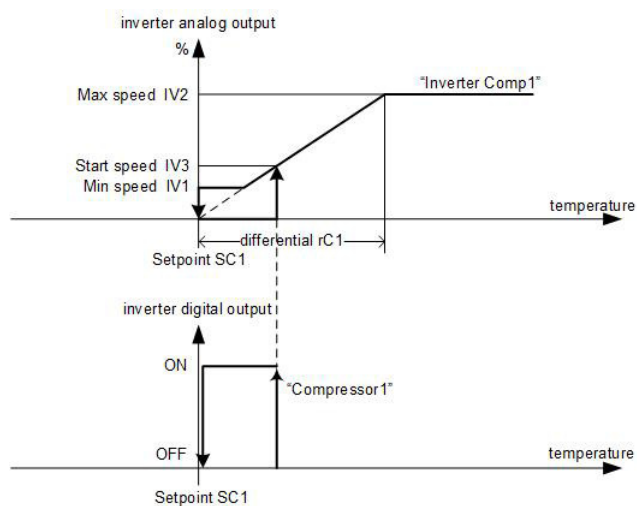 inverter analog output
%
Max speed IV2
"Inverter Comp1"
Start speed IV3
Min speed IV1
temperature
differential rC1
Setpoint SC1
inverter digital output
ON
"Compressor1"
OFF
temperature
Setpoint SC1